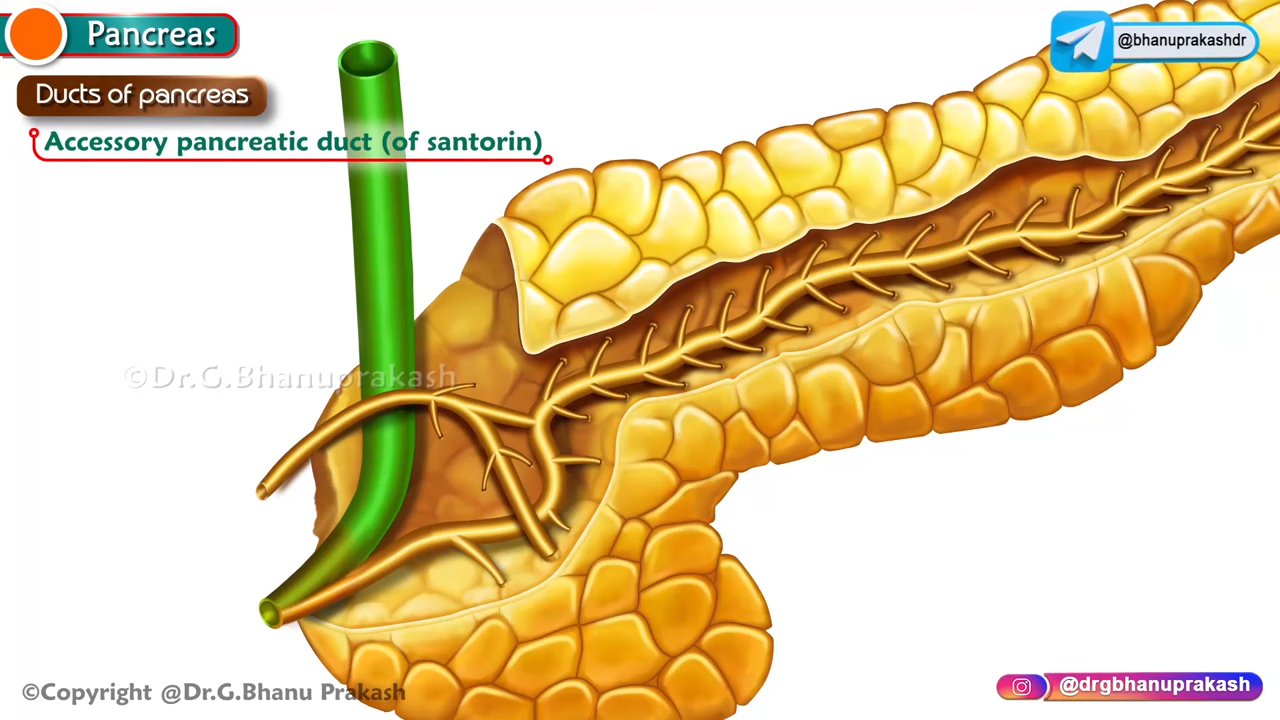 Pancreas
@bhanuprakashdr
Ducts of pancreas
Accessory pancreatic duct (of santorin)
©Dr.G.Bhanuprakash
©Copyright @Dr.G.Bhanu Prakash
@drgbhanuprakash